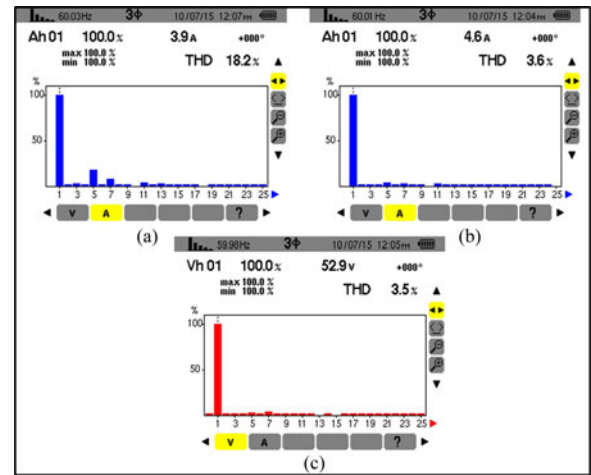 60.03Hz 3Φ 10/07/15 12:07 PM
Ah 01 100.0 % 3.9 A +000°
max 100.0 %
min 100.0 % THD 18.2 %
%
100
50
1 3 5 7 9 11 13 15 17 19 21 23 25
V A ?
(a)
60.01 Hz 3Φ 10/07/15 12:04 PM
Ah 01 100.0 % 4.6 A +000°
max 100.0 %
min 100.0 % THD 3.6 %
%
100
50
1 3 5 7 9 11 13 15 17 19 21 23 25
V A ?
(b)
59.98Hz 3Φ 10/07/15 12:05 PM
Vh 01 100.0 % 52.9 V +000°
max 100.0 %
min 100.0 % THD 3.5 %
%
100
50
1 3 5 7 9 11 13 15 17 19 21 23 25
V A ?
(c)